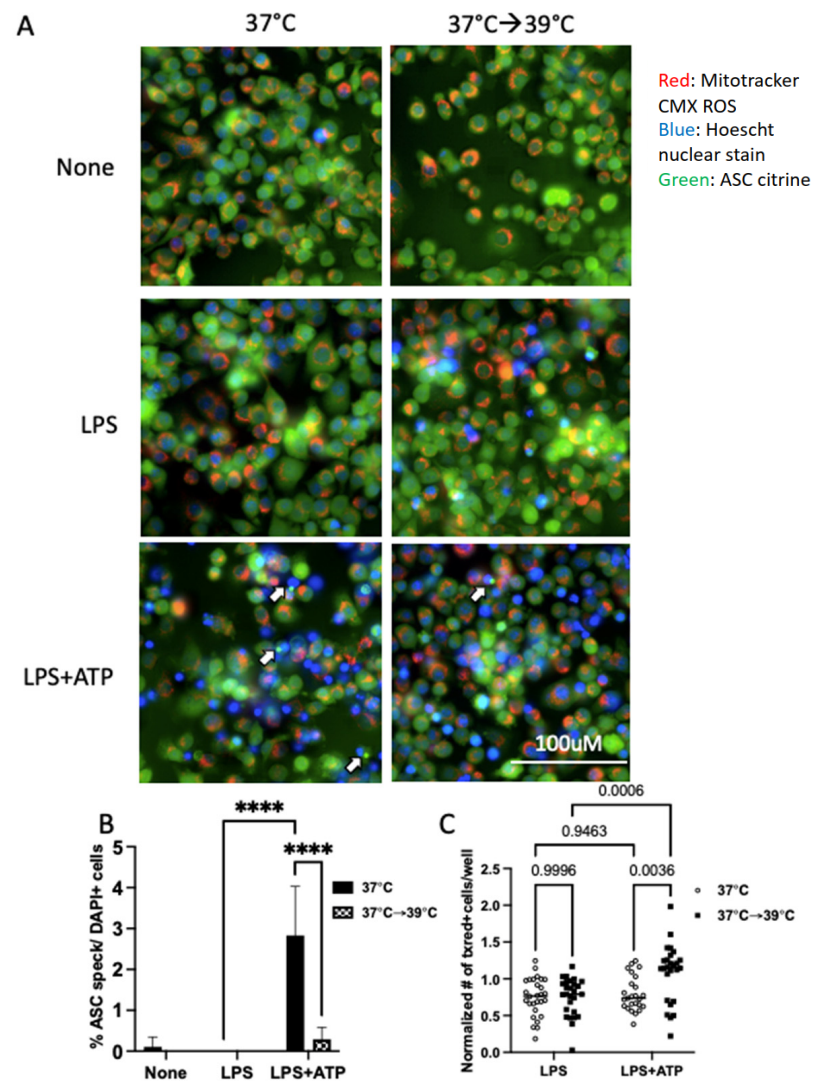 A
37°C
37°C→39°C
None
Red: Mitotracker
CMX ROS
Blue: Hoescht
nuclear stain
Green: ASC citrine
LPS
LPS+ATP
100uM
B
% ASC speck/ DAPI+ cells
5
4
3
2
1
0
****
****
37°C
37°C→39°C
None
LPS
LPS+ATP
C
Normalized # of txred+cells/well
2.5
2.0
1.5
1.0
0.5
0.0
0.0006
0.9463
0.9996
0.0036
37°C
37°C→39°C
LPS
LPS+ATP